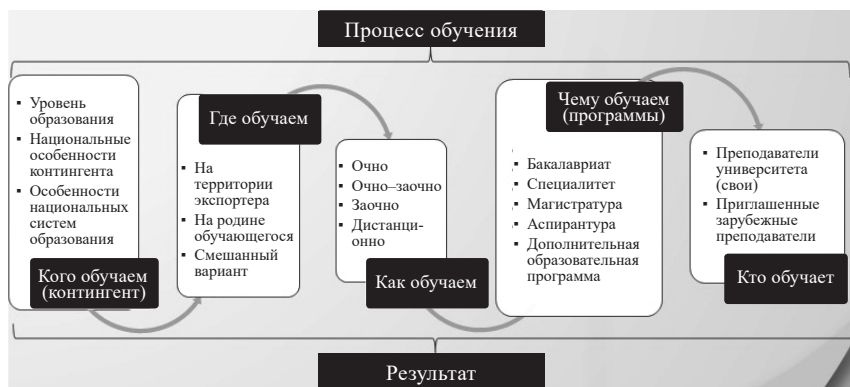 Процесс обучения
▪ Уровень
образования
▪ Национальные
особенности
контингента
▪ Особенности
национальных
систем
образования
Кого обучаем
(контингент)
Где обучаем
▪ На
территории
экспортера
▪ На родине
обучающегося
▪ Смешанный
вариант
▪ Очно
▪ Очно–заочно
▪ Заочно
▪ Дистанци-
онно
Как обучаем
Чему обучаем
(программы)
▪ Бакалавриат
▪ Специалитет
▪ Магистратура
▪ Аспирантура
▪ Дополнительная
образовательная
программа
▪ Преподаватели
университета
(свои)
▪ Приглашенные
зарубежные
преподаватели
Кто обучает
Результат